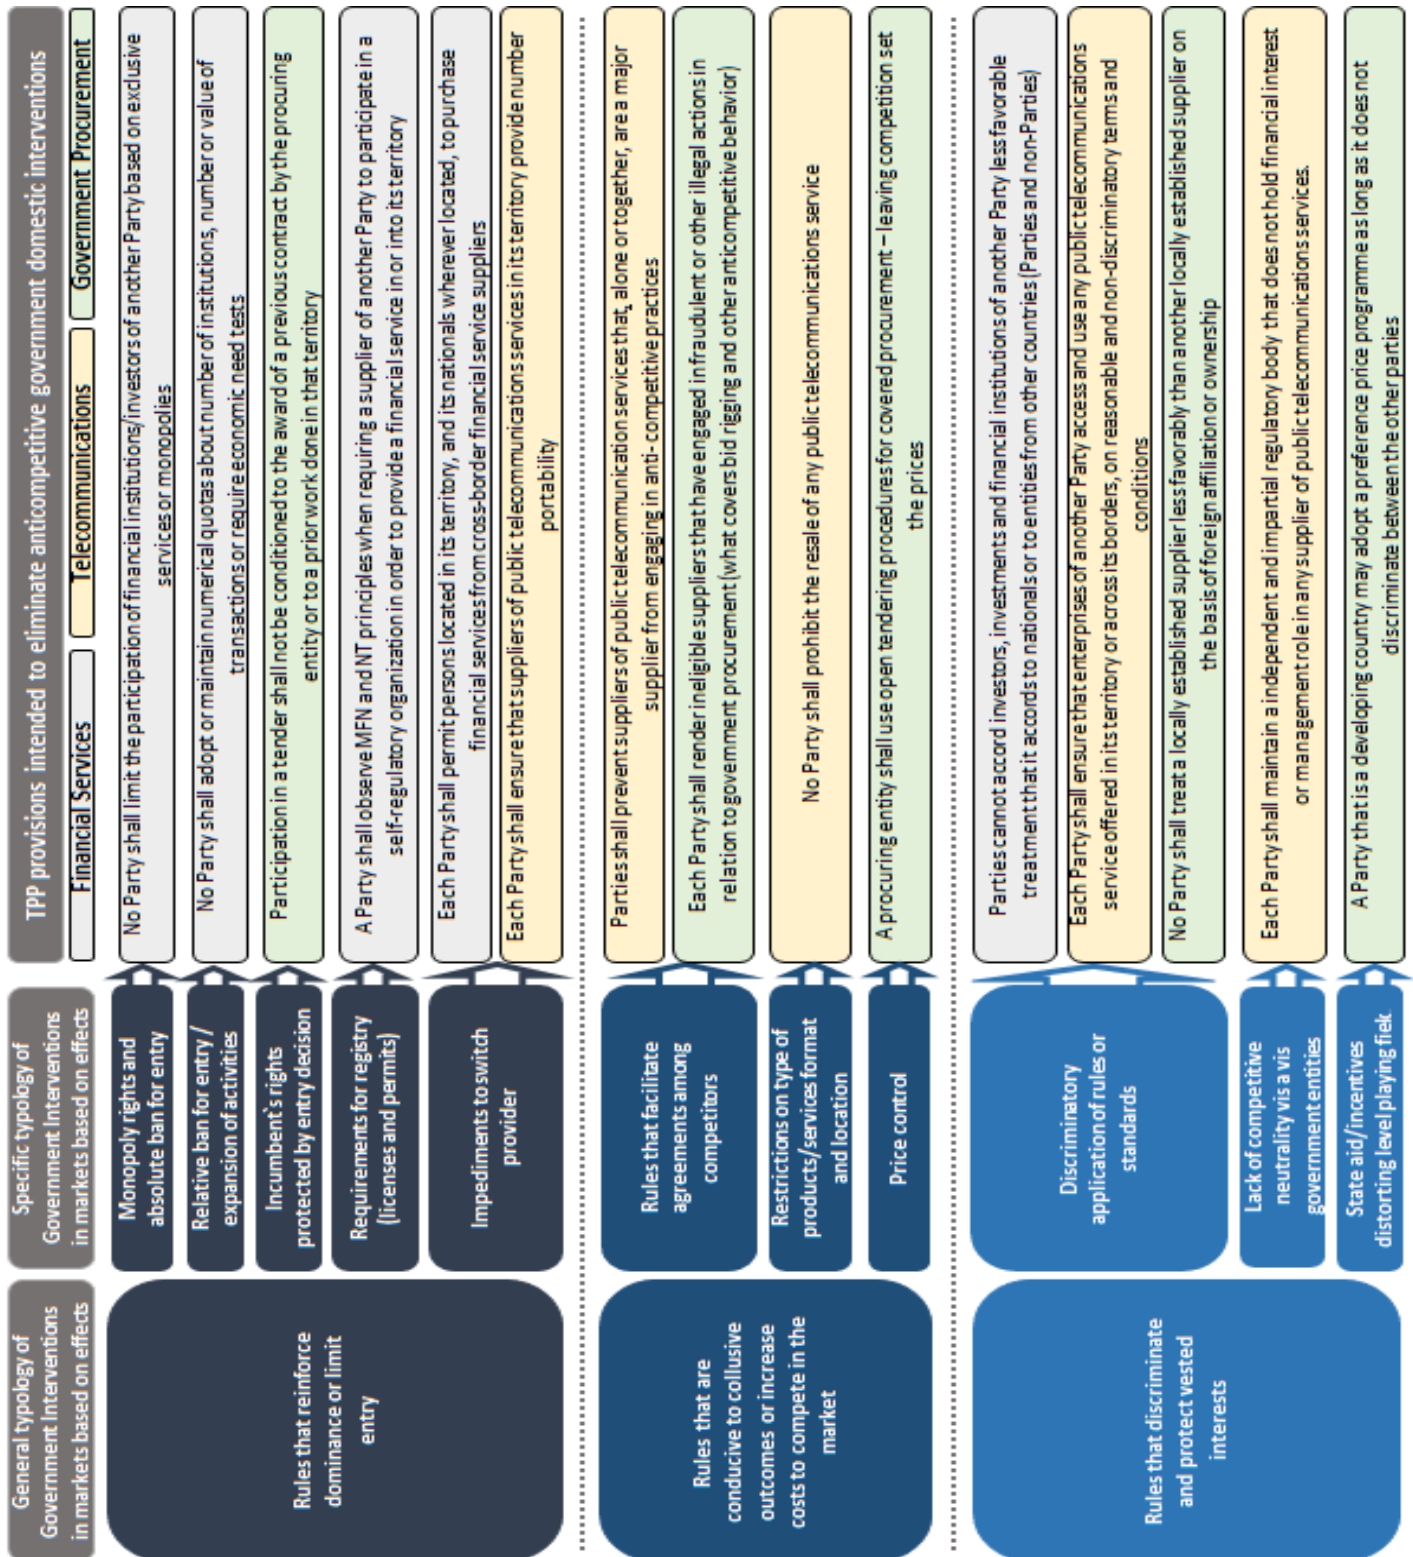 General typology of
Government Interventions
in markets based on effects
Specific typology of
Government Interventions
in markets based on effects
TPP provisions intended to eliminate anticompetitive government domestic interventions
Financial Services
Telecommunications
Government Procurement
Rules that reinforce
dominance or limit
entry
Monopoly rights and
absolute ban for entry
No Party shall limit the participation of financial institutions/investors of another Party based on exclusive
services or monopolies
Relative ban for entry /
expansion of activities
No Party shall adopt or maintain numerical quotas about number of institutions, number or value of
transactions or require economic need tests
Incumbent`s rights
protected by entry decision
Participation in a tender shall not be conditioned to the award of a previous contract by the procuring
entity or to a prior work done in that territory
Requirements for registry
(licenses and permits)
A Party shall observe MFN and NT principles when requiring a supplier of another Party to participate in a
self-regulatory organization in order to provide a financial service in or into its territory
Impediments to switch
provider
Each Party shall permit persons located in its territory, and its nationals wherever located, to purchase
financial services from cross-border financial service suppliers
Each Party shall ensure that suppliers of public telecommunications services in its territory provide number
portability
Rules that are
conducive to collusive
outcomes or increase
costs to compete in the
market
Rules that facilitate
agreements among
competitors
Parties shall prevent suppliers of public telecommunication services that, alone or together, are a major
supplier from engaging in anti- competitive practices
Each Party shall render ineligible suppliers that have engaged in fraudulent or other illegal actions in
relation to government procurement (what covers bid rigging and other anticompetitive behavior)
Restrictions on type of
products/services format
and location
No Party shall prohibit the resale of any public telecommunications service
Price control
A procuring entity shall use open tendering procedures for covered procurement – leaving competition set
the prices
Rules that discriminate
and protect vested
interests
Discriminatory
application of rules or
standards
Parties cannot accord investors, investments and financial institutions of another Party less favorable
treatment that it accords to nationals or to entities from other countries (Parties and non-Parties)
Each Party shall ensure that enterprises of another Party access and use any public telecommunications
service offered in its territory or across its borders, on reasonable and non-discriminatory terms and
conditions
No Party shall treat a locally established supplier less favorably than another locally established supplier on
the basis of foreign affiliation or ownership
Lack of competitive
neutrality vis a vis
government entities
Each Party shall maintain a independent and impartial regulatory body that does not hold financial interest
or management role in any supplier of public telecommunications services.
State aid/incentives
distorting level playing
A Party that is a developing country may adopt a preference price programme as long as it does not
discriminate between the other parties